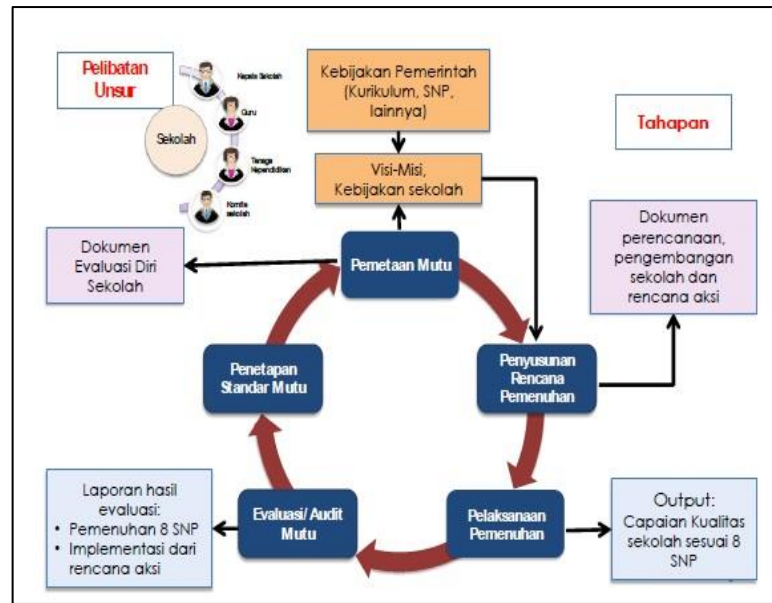 Pelibatan
Unsur
Kepala Sekolah
Guru
Sekolah
Tenaga
Kependidikan
Komite
sekolah
Kebijakan Pemerintah
(Kurikulum, SNP,
lainnya)
Tahapan
Visi-Misi,
Kebijakan sekolah
Dokumen
Evaluasi Diri
Sekolah
Dokumen
perencanaan,
pengembangan
sekolah dan
rencana aksi
Pemetaan Mutu
Penetapan
Standar Mutu
Penyusunan
Rencana
Pemenuhan
Laporan hasil
evaluasi:
• Pemenuhan 8 SNP
• Implementasi dari
rencana aksi
Evaluasi/ Audit
Mutu
Pelaksanaan
Pemenuhan
Output:
Capaian Kualitas
sekolah sesuai 8
SNP